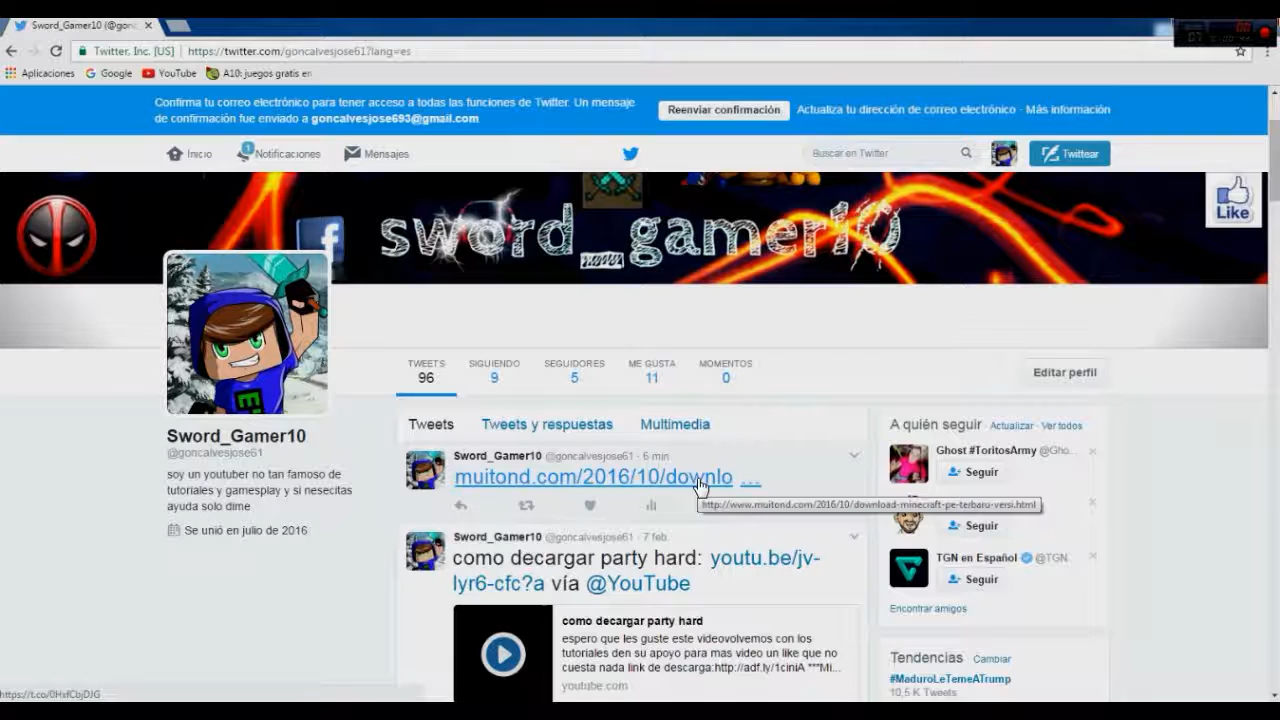 Sword_Gamer10 (@gonc
Twitter, Inc. [US] https://twitter.com/goncalvesjose61?lang=es
Aplicaciones Google YouTube A10: juegos gratis en
Confirma tu correo electrónico para tener acceso a todas las funciones de Twitter. Un mensaje
de confirmación fue enviado a goncalvesjose693@gmail.com
Reenviar confirmación
Actualiza tu dirección de correo electrónico · Más información
Inicio 1 Notificaciones Mensajes Buscar en Twitter Twittear
sword_gamer10
Like
TWEETS SIGUIENDO SEGUIDORES ME GUSTA MOMENTOS
96 9 5 11 0
Editar perfil
Sword_Gamer10
@goncalvesjose61
soy un youtuber no tan famoso de
tutoriales y gamesplay y si nesecitas
ayuda solo dime
Se unió en julio de 2016
Tweets Tweets y respuestas Multimedia
Sword_Gamer10 @goncalvesjose61 · 6 min
muitond.com/2016/10/downlo ...
http://www.muitond.com/2016/10/download-minecraft-pe-terbaru-versi.html
Sword_Gamer10 @goncalvesjose61 · 7 feb.
como decargar party hard: youtu.be/jv-
lyr6-cfc?a vía @YouTube
como decargar party hard
espero que les guste este videovolvemos con los
tutoriales den su apoyo para mas video un like que no
cuesta nada link de descarga:http://adf.ly/1ciniA ***Mi...
youtube.com
A quién seguir Actualizar · Ver todos
Ghost #ToritosArmy @Gho...
Seguir
Seguir
TGN en Español @TGN
Seguir
Encontrar amigos
Tendencias Cambiar
#MaduroLeTemeATrump
10,5 K Tweets
https://t.co/0HxfCbjDJG